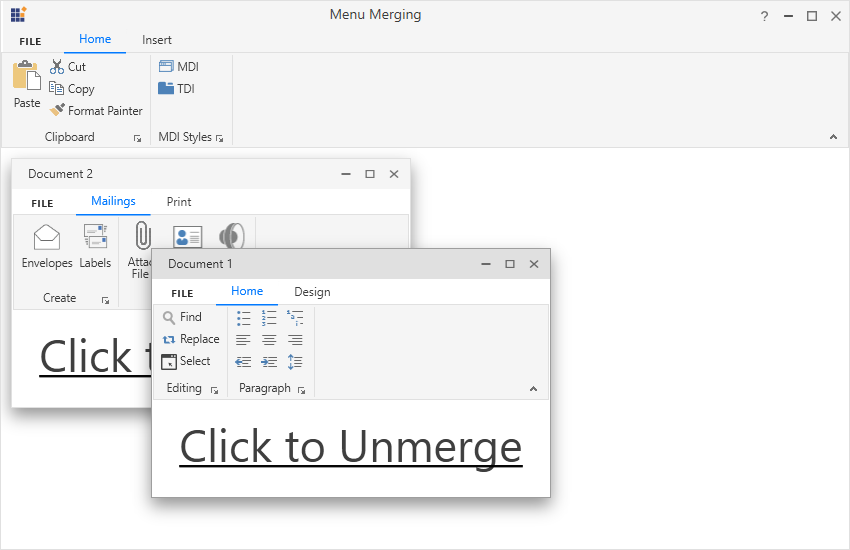 Menu Merging
?
FILE Home Insert
Cut
Copy
Format Painter
Paste
Clipboard
MDI
TDI
MDI Styles
Document 2
FILE Mailings Print
Envelopes Labels
File
Create
Click
Document 1
FILE Home Design
Find
Replace
Select
Editing
Paragraph
Click to Unmerge